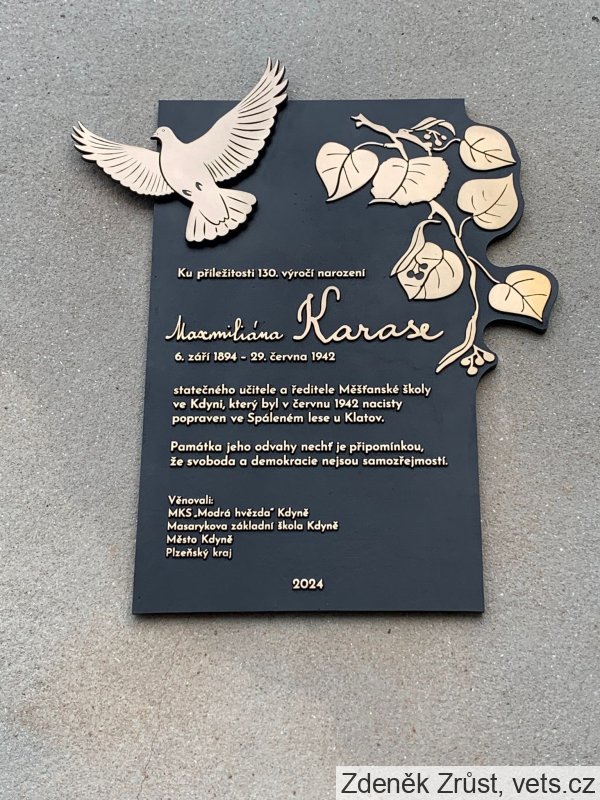 Ku příležitosti 130. výročí narození
Maxmiliána Karase
6. září 1894 – 29. června 1942
statečného učitele a ředitele Měšťanské školy
ve Kdyni, který byl v červnu 1942 nacisty
popraven ve Spáleném lese u Klatov.
Památka jeho odvahy nechť je připomínkou,
že svoboda a demokracie nejsou samozřejmostí.
Věnovali:
MKS „Modrá hvězda" Kdyně
Masarykova základní škola Kdyně
Město Kdyně
Plzeňský kraj
2024
Zdeněk Zrůst, vets.cz